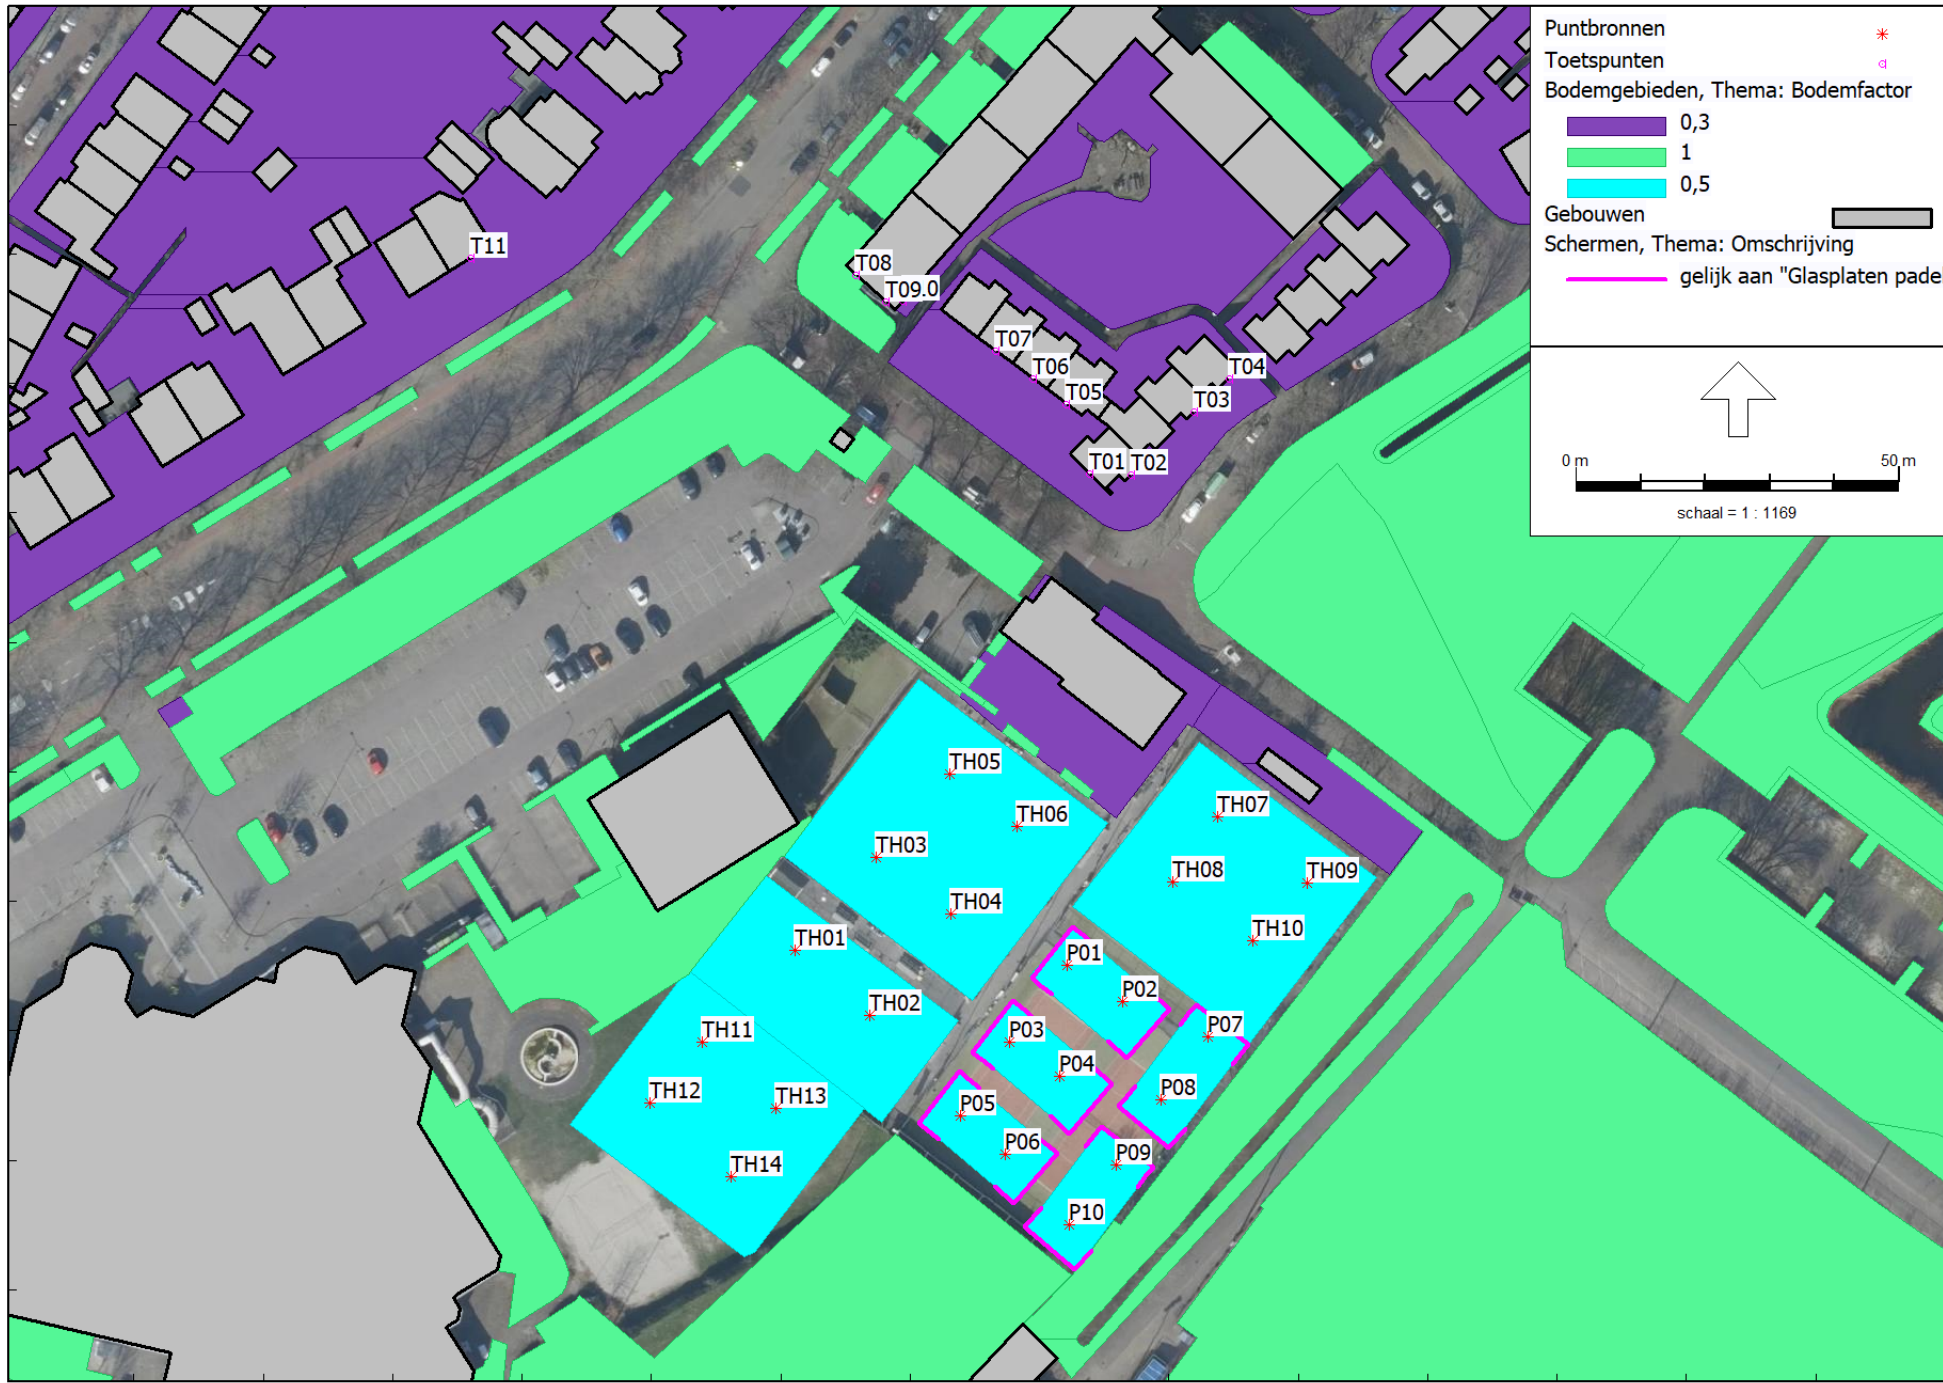 Puntbronnen
Toetspunten
Bodemgebieden, Thema: Bodemfactor
0,3
1
0,5
Gebouwen
Schermen, Thema: Omschrijving
gelijk aan "Glasplaten padel
0 m 50 m
schaal = 1 : 1169
T11
T08
T09.0
T07
T06
T05
T04
T03
T01
T02
TH05
TH06
TH03
TH04
TH07
TH08
TH09
TH10
TH01
TH02
TH11
TH12
TH13
TH14
P01
P02
P03
P04
P05
P06
P07
P08
P09
P10